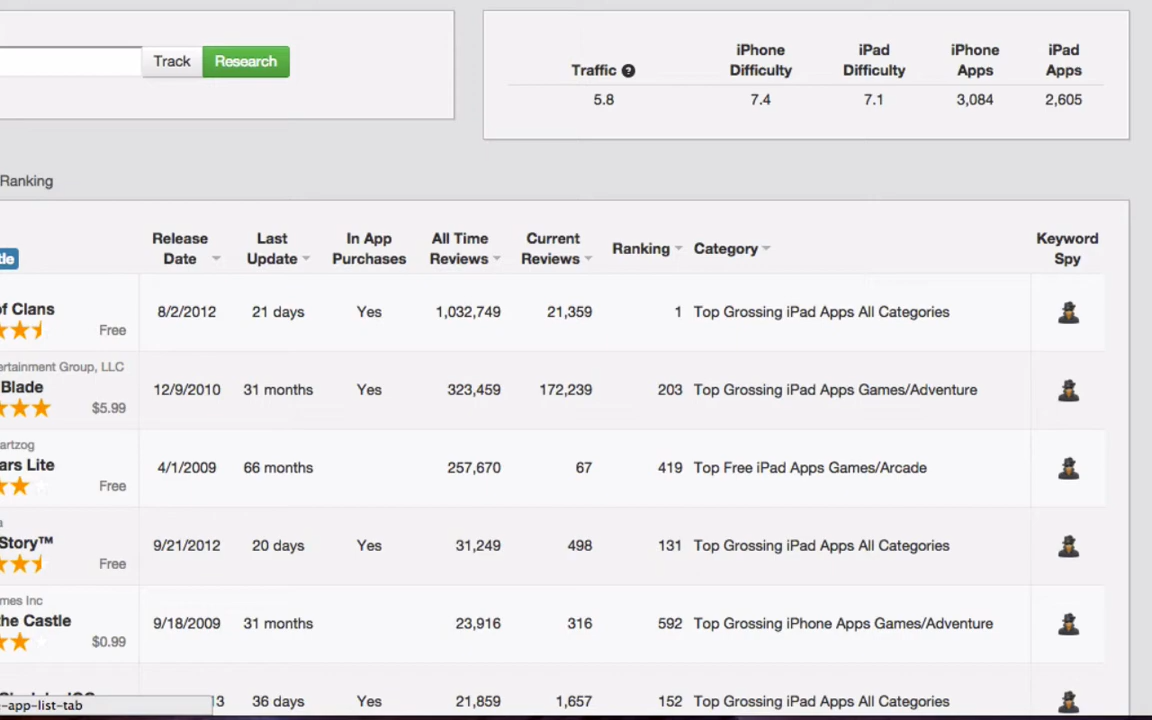 Track Research
Traffic ? iPhone Difficulty iPad Difficulty iPhone Apps iPad Apps
5.8 7.4 7.1 3,084 2,605
Ranking
tle Release Date Last Update In App Purchases All Time Reviews Current Reviews Ranking Category Keyword Spy
of Clans 8/2/2012 21 days Yes 1,032,749 21,359 1 Top Grossing iPad Apps All Categories
Free
ertainment Group, LLC
Blade 12/9/2010 31 months Yes 323,459 172,239 203 Top Grossing iPad Apps Games/Adventure
$5.99
artzog
ars Lite 4/1/2009 66 months 257,670 67 419 Top Free iPad Apps Games/Arcade
Free
a
Story™ 9/21/2012 20 days Yes 31,249 498 131 Top Grossing iPad Apps All Categories
Free
mes Inc
the Castle 9/18/2009 31 months 23,916 316 592 Top Grossing iPhone Apps Games/Adventure
$0.99
13 36 days Yes 21,859 1,657 152 Top Grossing iPad Apps All Categories
-app-list-tab